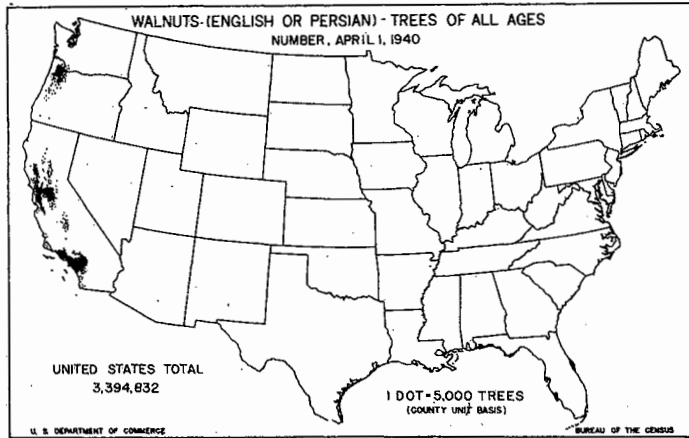 WALNUTS-(ENGLISH OR PERSIAN)-TREES OF ALL AGES
NUMBER, APRIL 1, 1940
UNITED STATES TOTAL
3,394,832
1 DOT=5,000 TREES
(COUNTY UNIT BASIS)
U. S. DEPARTMENT OF COMMERCE
BUREAU OF THE CENSUS